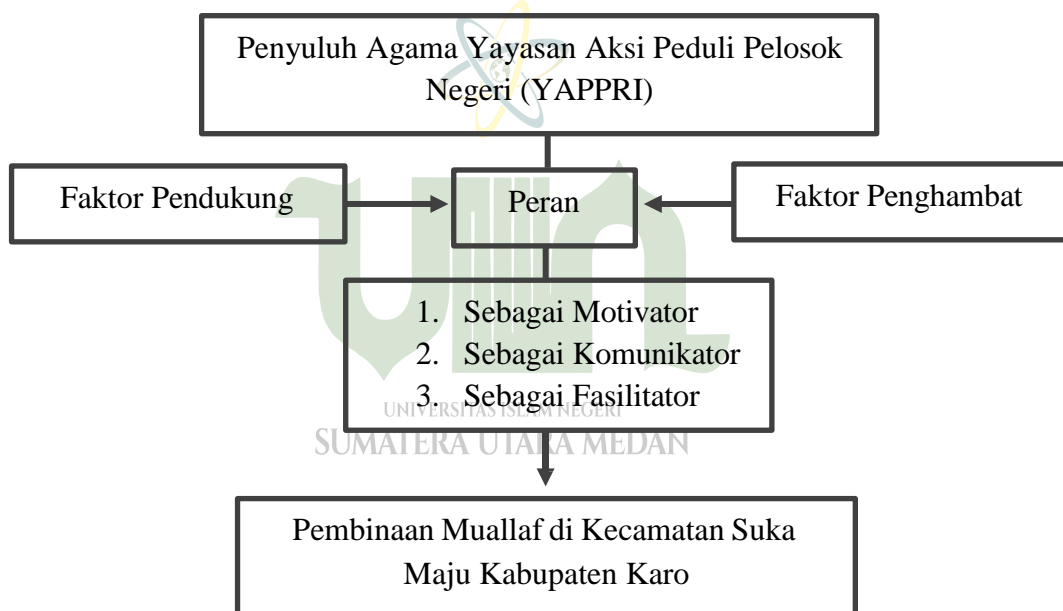 Penyuluh Agama Yayasan Aksi Peduli Pelosok
Negeri (YAPPRI)
Faktor Pendukung
Peran
Faktor Penghambat
1. Sebagai Motivator
2. Sebagai Komunikator
3. Sebagai Fasilitator
UNIVERSITAS ISLAM NEGERI
SUMATERA UTARA MEDAN
Pembinaan Muallaf di Kecamatan Suka
Maju Kabupaten Karo